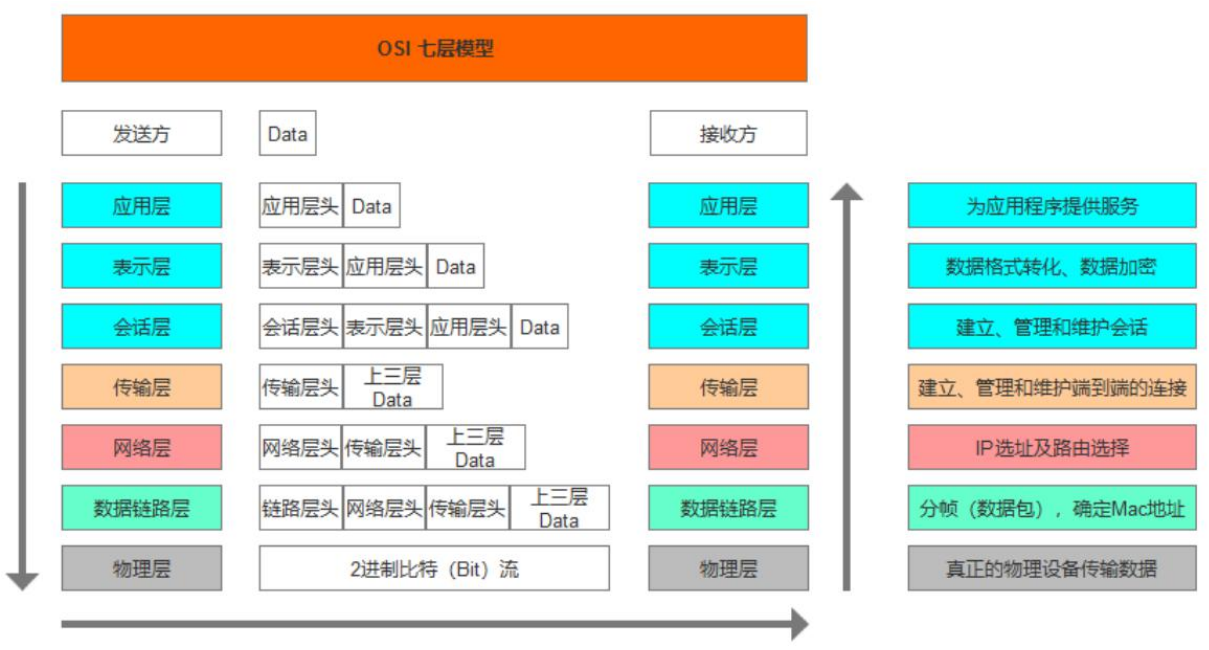 OSI 七层模型
发送方 Data 接收方
应用层 应用层头 Data 应用层 为应用程序提供服务
表示层 表示层头 应用层头 Data 表示层 数据格式转化、数据加密
会话层 会话层头 表示层头 应用层头 Data 会话层 建立、管理和维护会话
传输层 传输层头 上三层 Data 传输层 建立、管理和维护端到端的连接
网络层 网络层头 传输层头 上三层 Data 网络层 IP选址及路由选择
数据链路层 链路层头 网络层头 传输层头 上三层 Data 数据链路层 分帧（数据包），确定Mac地址
物理层 2进制比特（Bit）流 物理层 真正的物理设备传输数据